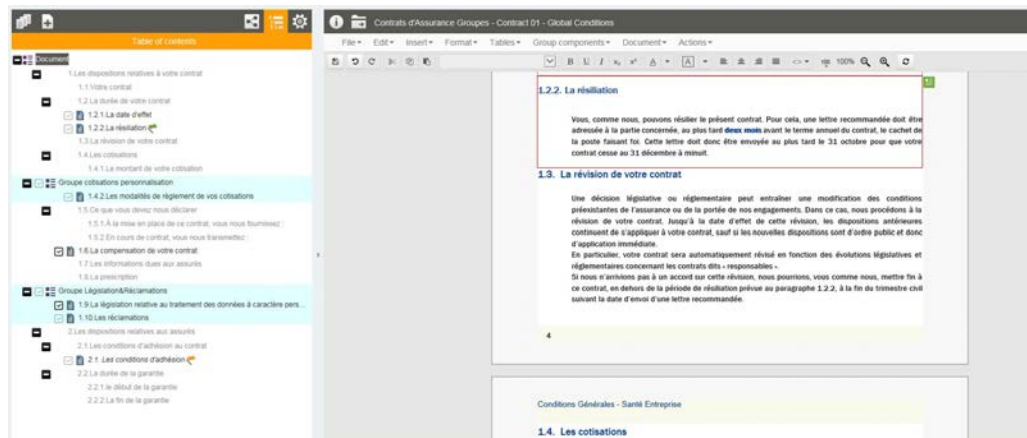 Contrats d'Assurance Groupes - Contract 01 - Global Conditions
Table of contents
File Edit Insert Format Tables Group components Document Actions
B U I x₂ x² A A 100%
Document
1.Les dispositions relatives à votre contrat
1.1.Votre contrat
1.2.La durée de votre contrat
1.2.1.La date d'effet
1.2.2.La résiliation
1.3.La révision de votre contrat
1.4.Les cotisations
1.4.1.Le montant de votre cotisation
Groupe cotisations personnalisation
1.4.2.Les modalités de règlement de vos cotisations
1.5.Ce que vous devez nous déclarer
1.5.1.À la mise en place de ce contrat, vous nous fournissez :
1.5.2.En cours de contrat, vous nous transmettez :
1.6.La compensation de votre contrat
1.7.Les informations dues aux assurés
1.8.La prescription
Groupe Législation&Réclamations
1.9.La législation relative au traitement des données à caractère pers...
1.10.Les réclamations
2.Les dispositions relatives aux assurés
2.1.Les conditions d'adhésion au contrat
2.1. Les conditions d'adhésion
2.2.La durée de la garantie
2.2.1.le début de la garantie
2.2.2.La fin de la garantie
1.2.2. La résiliation
Vous, comme nous, pouvons résilier le présent contrat. Pour cela, une lettre recommandée doit être
adressée à la partie concernée, au plus tard deux mois avant le terme annuel du contrat, le cachet de
la poste faisant foi. Cette lettre doit donc être envoyée au plus tard le 31 octobre pour que votre
contrat cesse au 31 décembre à minuit.
1.3. La révision de votre contrat
Une décision législative ou réglementaire peut entraîner une modification des conditions
préexistantes de l'assurance ou de la portée de nos engagements. Dans ce cas, nous procédons à la
révision de votre contrat. Jusqu'à la date d'effet de cette révision, les dispositions antérieures
continuent de s'appliquer à votre contrat, sauf si les nouvelles dispositions sont d'ordre public et donc
d'application immédiate.
En particulier, votre contrat sera automatiquement révisé en fonction des évolutions législatives et
réglementaires concernant les contrats dits « responsables ».
Si nous n'arrivions pas à un accord sur cette révision, nous pourrions, vous comme nous, mettre fin à
ce contrat, en dehors de la période de résiliation prévue au paragraphe 1.2.2, à la fin du trimestre civil
suivant la date d'envoi d'une lettre recommandée.
4
Conditions Générales - Santé Entreprise
1.4. Les cotisations